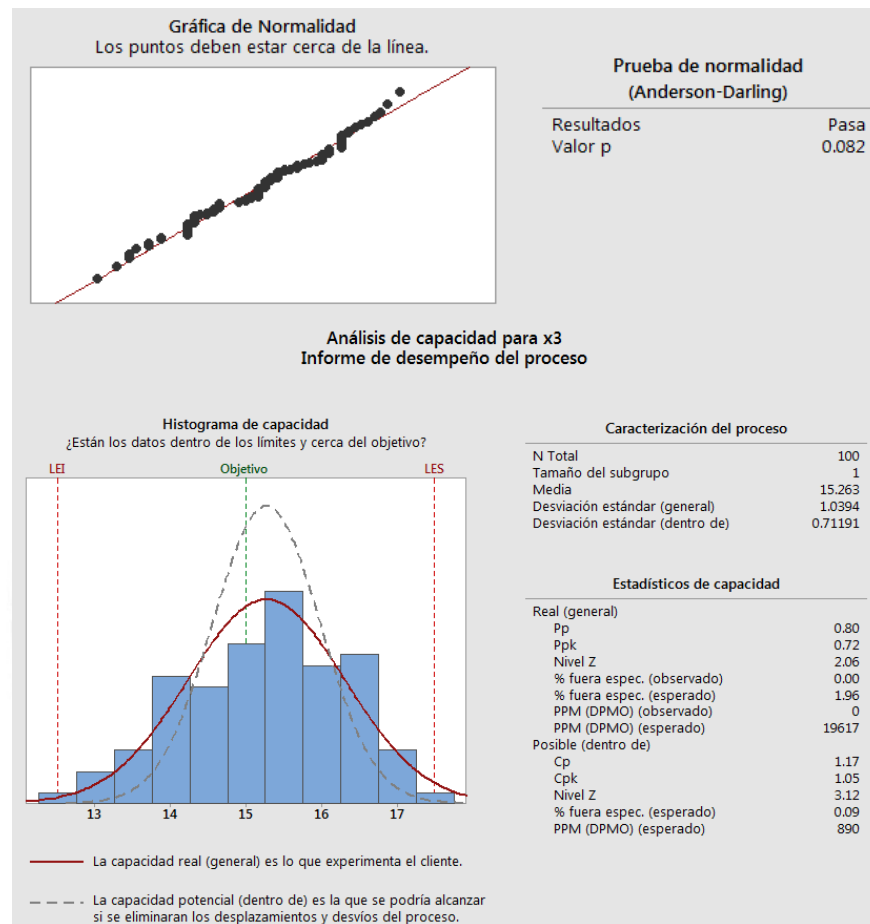 Gráfica de Normalidad
Los puntos deben estar cerca de la línea.
Prueba de normalidad
(Anderson-Darling)
Resultados Pasa
Valor p 0.082
Análisis de capacidad para x3
Informe de desempeño del proceso
Histograma de capacidad
¿Están los datos dentro de los límites y cerca del objetivo?
LEI Objetivo LES
13 14 15 16 17
La capacidad real (general) es lo que experimenta el cliente.
La capacidad potencial (dentro de) es la que se podría alcanzar
si se eliminaran los desplazamientos y desvíos del proceso.
Caracterización del proceso
N Total 100
Tamaño del subgrupo 1
Media 15.263
Desviación estándar (general) 1.0394
Desviación estándar (dentro de) 0.71191
Estadísticos de capacidad
Real (general)
Pp 0.80
Ppk 0.72
Nivel Z 2.06
% fuera espec. (observado) 0.00
% fuera espec. (esperado) 1.96
PPM (DPMO) (observado) 0
PPM (DPMO) (esperado) 19617
Posible (dentro de)
Cp 1.17
Cpk 1.05
Nivel Z 3.12
% fuera espec. (esperado) 0.09
PPM (DPMO) (esperado) 890